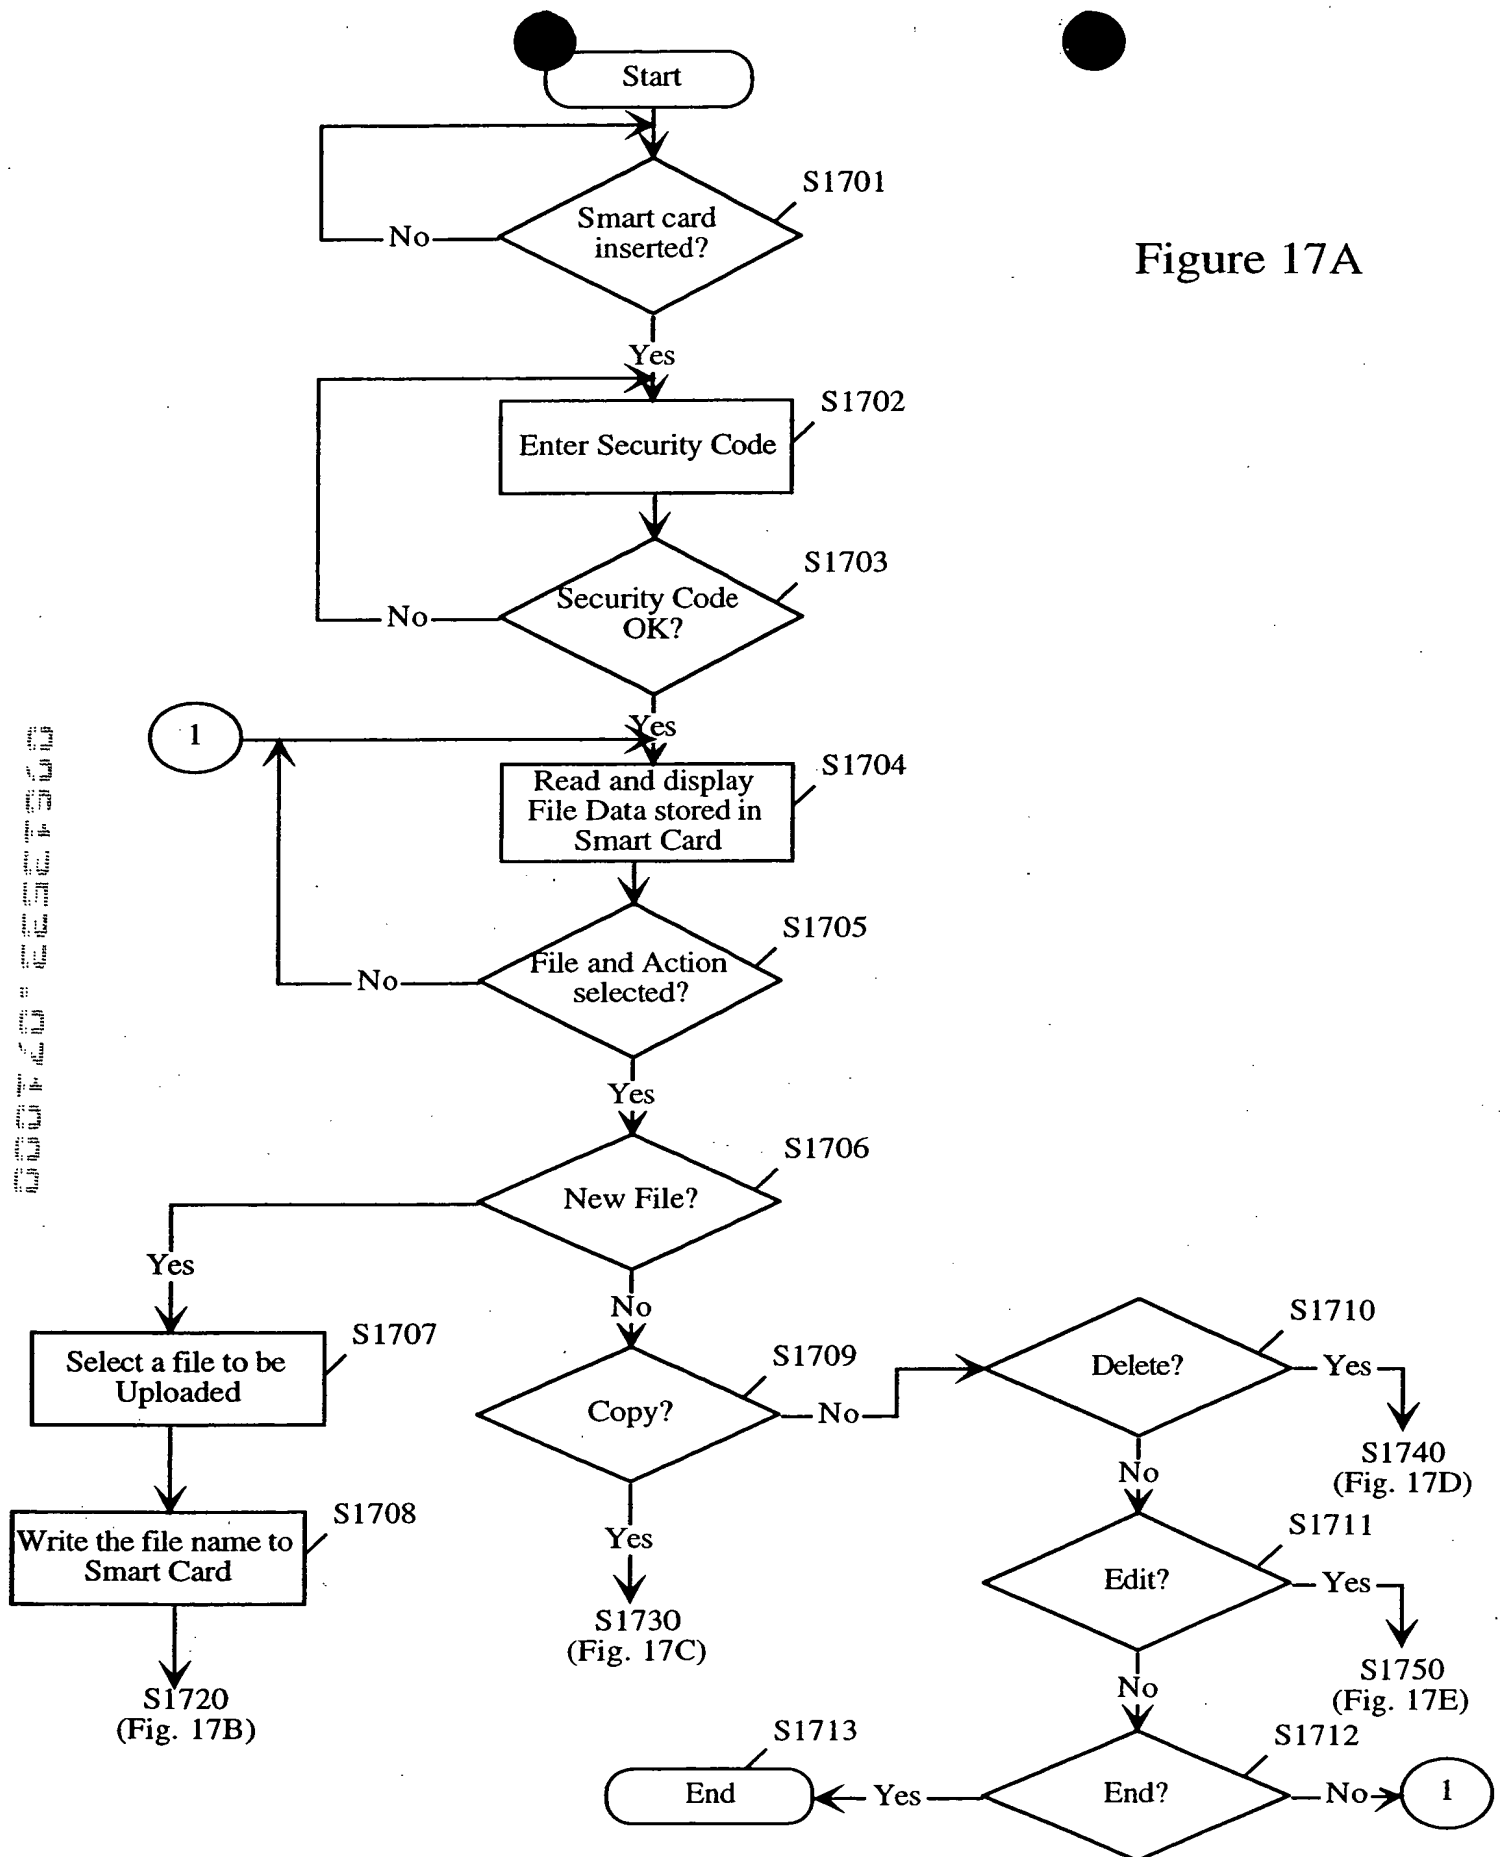 Start
S1701
Smart card
inserted?
No
Figure 17A
Yes
S1702
Enter Security Code
S1703
Security Code
OK?
No
Yes
1
S1704
Read and display
File Data stored in
Smart Card
S1705
File and Action
selected?
No
Yes
S1706
New File?
Yes
No
S1707
Select a file to be
Uploaded
S1709
Copy?
No
S1710
Delete?
Yes
S1740
(Fig. 17D)
No
S1708
Write the file name to
Smart Card
Yes
S1730
(Fig. 17C)
S1711
Edit?
Yes
S1750
(Fig. 17E)
No
S1720
(Fig. 17B)
S1713
End
Yes
S1712
End?
No
1